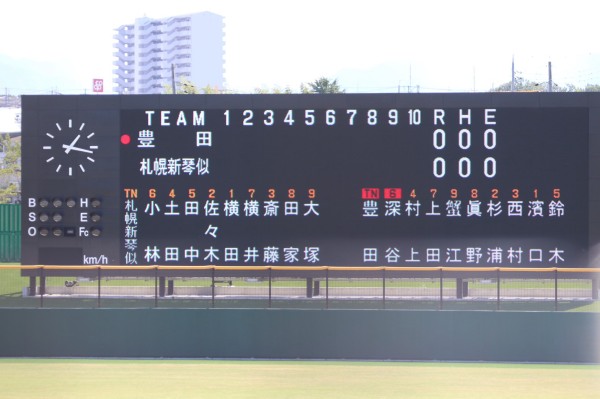 TEAM 1 2 3 4 5 6 7 8 9 10 R H E
豊田 0 0 0
札幌新琴似 0 0 0
B H
S E
O Fc
km/h
TN 6 4 5 2 1 7 3 8 9
札幌新琴似 小林 土田 田中 佐々木 横田 横井 斎藤 田家 大塚
TN 6 4 7 9 8 2 3 1 5
豊田 深谷 村上 上田 蟹江 眞野 杉浦 西村 濱口 鈴木